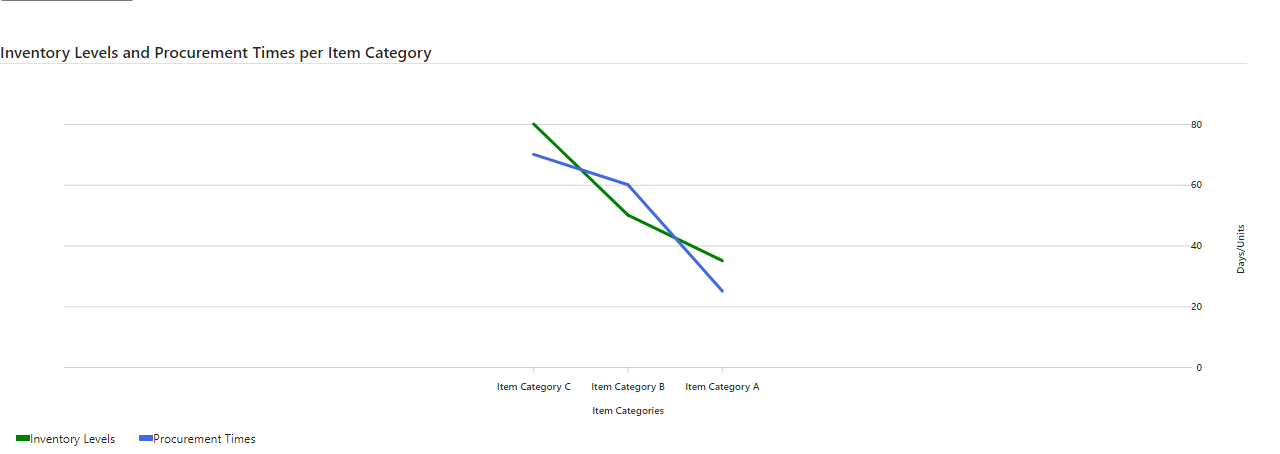 Inventory Levels and Procurement Times per Item Category
80
60
40
20
0
Days/Units
Item Category C
Item Category B
Item Category A
Item Categories
Inventory Levels
Procurement Times